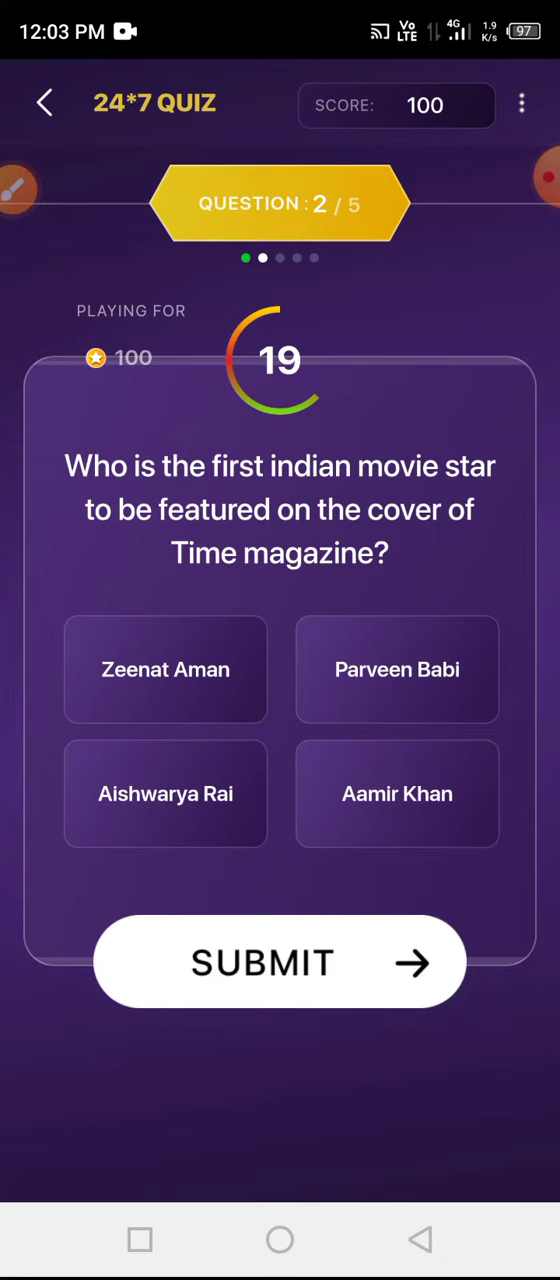 12:03 PM
Vo LTE 4G 1.9 K/s 97
24*7 QUIZ
SCORE: 100
QUESTION : 2 / 5
PLAYING FOR
100
19
Who is the first indian movie star
to be featured on the cover of
Time magazine?
Zeenat Aman
Parveen Babi
Aishwarya Rai
Aamir Khan
SUBMIT